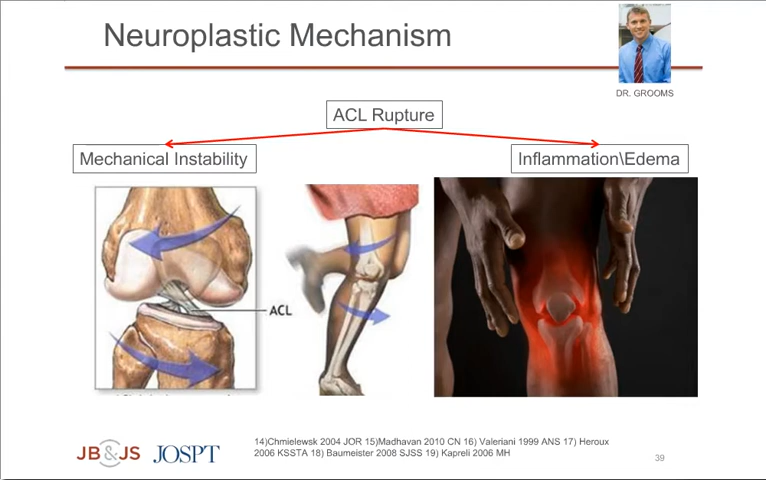 Neuroplastic Mechanism
DR. GROOMS
ACL Rupture
Mechanical Instability
Inflammation\Edema
ACL
JB&JS JOSPT
14)Chmielewsk 2004 JOR 15)Madhavan 2010 CN 16) Valeriani 1999 ANS 17) Heroux
2006 KSSTA 18) Baumeister 2008 SJSS 19) Kapreli 2006 MH
39